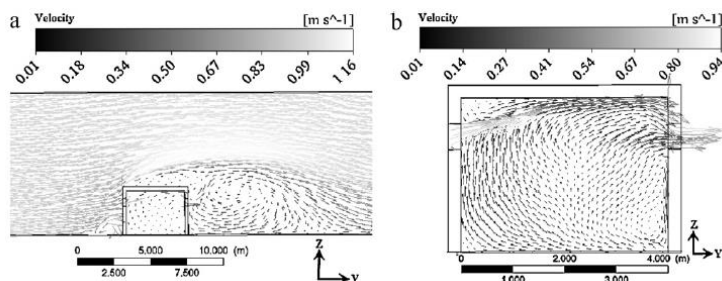 a
Velocity [m s^-1]
0.01 0.18 0.34 0.50 0.67 0.83 0.99 1 16
0 5,000 10,000 (m)
2,500 7,500
Z
Y
b
Velocity [m s^-1]
0.01 0.14 0.27 0.41 0.54 0.67 0.80 0.94
0 2,000 4,000 (m)
1,000 3,000
Z
Y